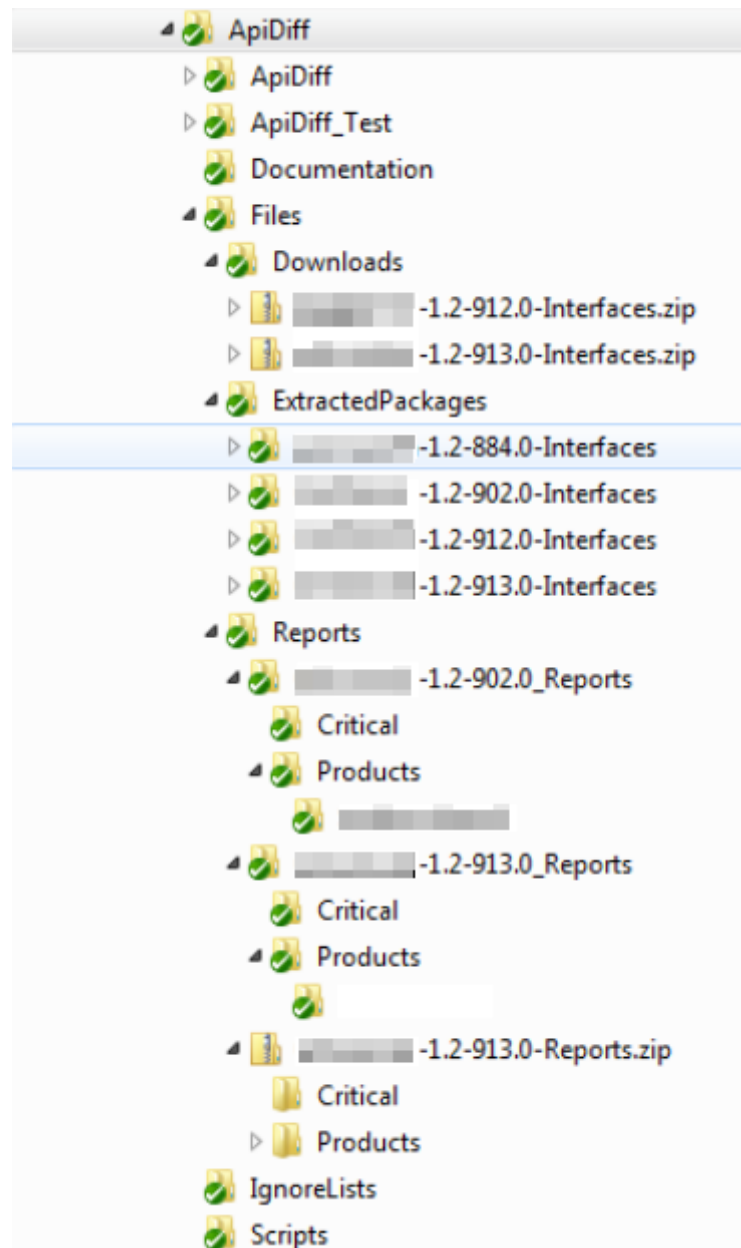 ApiDiff
ApiDiff
ApiDiff_Test
Documentation
Files
Downloads
-1.2-912.0-Interfaces.zip
-1.2-913.0-Interfaces.zip
ExtractedPackages
-1.2-884.0-Interfaces
-1.2-902.0-Interfaces
-1.2-912.0-Interfaces
-1.2-913.0-Interfaces
Reports
-1.2-902.0_Reports
Critical
Products
-1.2-913.0_Reports
Critical
Products
-1.2-913.0-Reports.zip
Critical
Products
IgnoreLists
Scripts